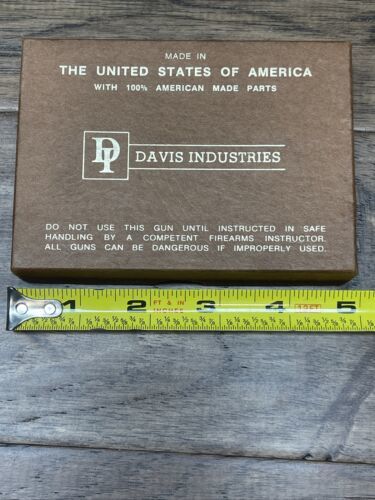 MADE IN
THE UNITED STATES OF AMERICA
WITH 100% AMERICAN MADE PARTS
DI DAVIS INDUSTRIES
DO NOT USE THIS GUN UNTIL INSTRUCTED IN SAFE
HANDLING BY A COMPETENT FIREARMS INSTRUCTOR.
ALL GUNS CAN BE DANGEROUS IF IMPROPERLY USED.
1 2 FT & IN INCHES 3 4 12FT 5